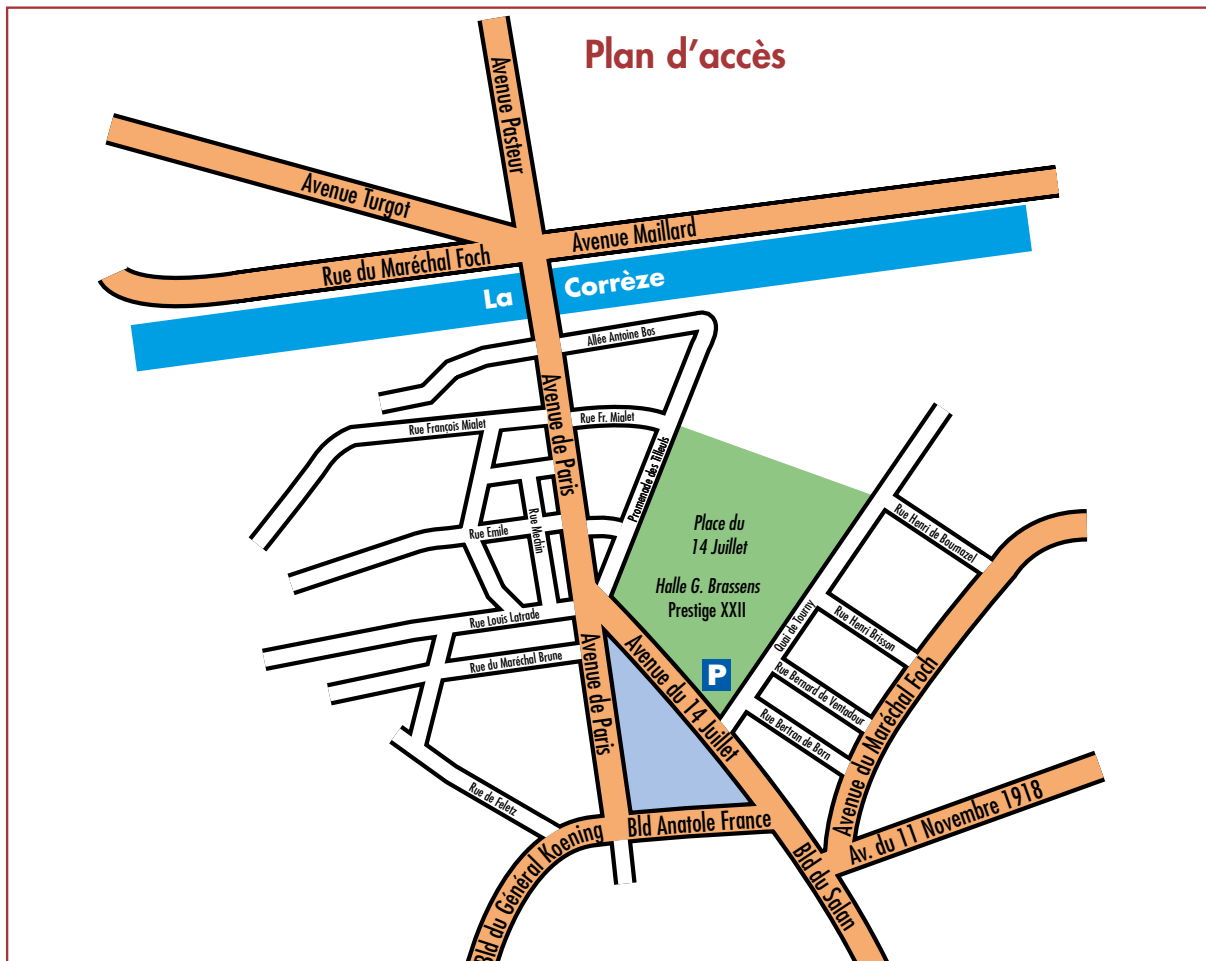 Plan d’accès
Avenue Pasteur
Avenue Turgot
Avenue Maillard
Rue du Maréchal Foch
La Corrèze
Allée Antoine Bos
Avenue de Paris
Rue François Mialet
Rue Fr. Mialet
Promenade des Tilleuls
Place du
14 Juillet
Halle G. Brassens
Prestige XXII
Rue Emile
Rue Mechin
Rue Henri de Boumazel
Quai de Tourny
Rue Henri Brisson
Rue Louis Latrade
Rue du Maréchal Brune
Avenue de Paris
Avenue du 14 Juillet
P
Rue Bernard de Ventadour
Rue Bertran de Born
Avenue du Maréchal Foch
Rue de Feletz
Bld du Général Koening
Bld Anatole France
Bld du Salan
Av. du 11 Novembre 1918